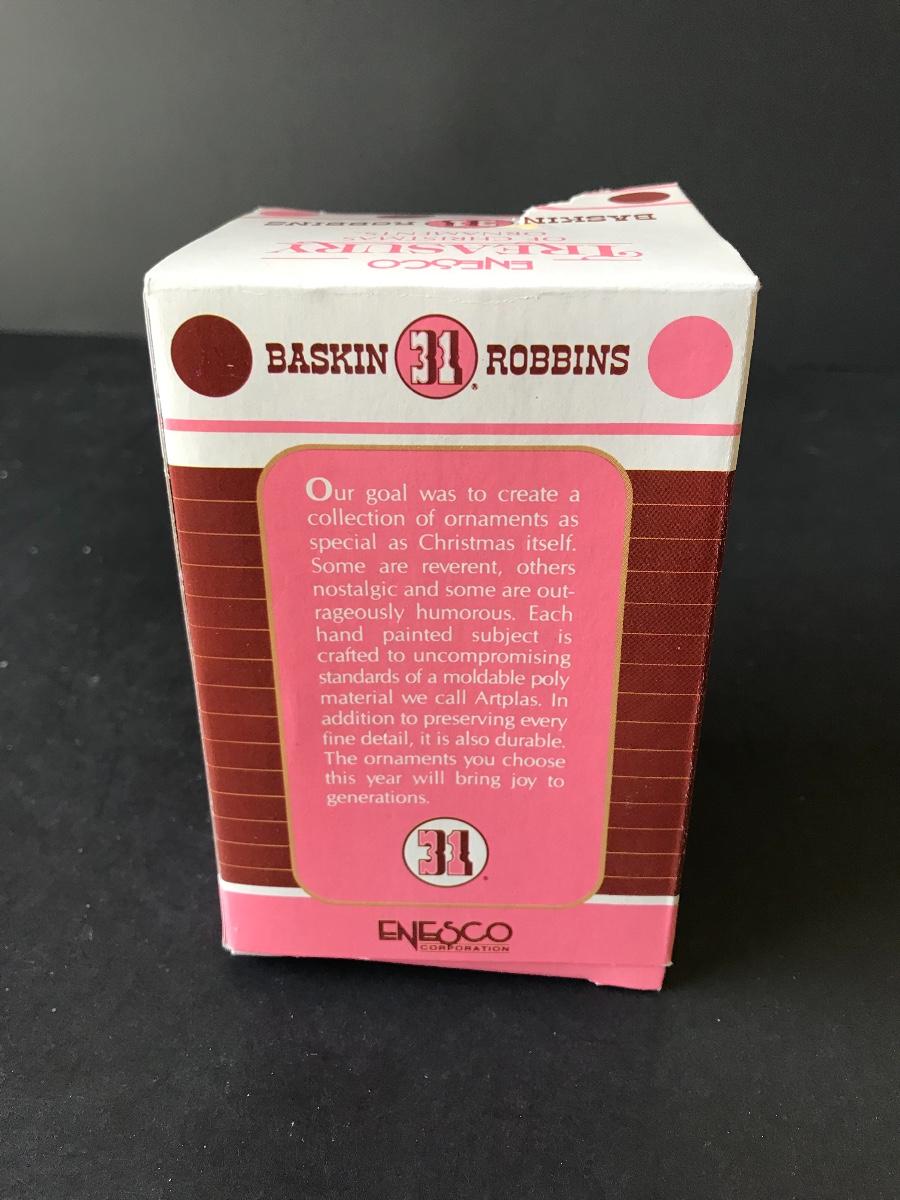 BASKIN 31 ROBBINS
ENESCO
TREASURY
OF CHRISTMAS
ORNAMENTS
BASKIN 31 ROBBINS®
Our goal was to create a
collection of ornaments as
special as Christmas itself.
Some are reverent, others
nostalgic and some are out-
rageously humorous. Each
hand painted subject is
crafted to uncompromising
standards of a moldable poly
material we call Artplas. In
addition to preserving every
fine detail, it is also durable.
The ornaments you choose
this year will bring joy to
generations.
31®
ENESCO
CORPORATION